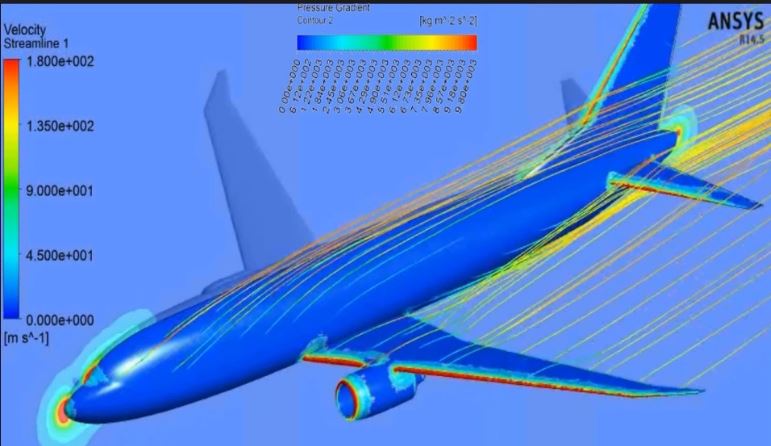 Pressure Gradient
Contour 2
[kg m^-2 s^-2]
ANSYS
R14.5
Velocity
Streamline 1
1.800e+002
1.350e+002
9.000e+001
4.500e+001
0.000e+000
[m s^-1]
0.00e+000
6.12e+002
1.22e+003
1.84e+003
2.45e+003
3.06e+003
3.67e+003
4.29e+003
4.90e+003
5.51e+003
6.12e+003
6.73e+003
7.35e+003
7.96e+003
8.57e+003
9.18e+003
9.80e+003